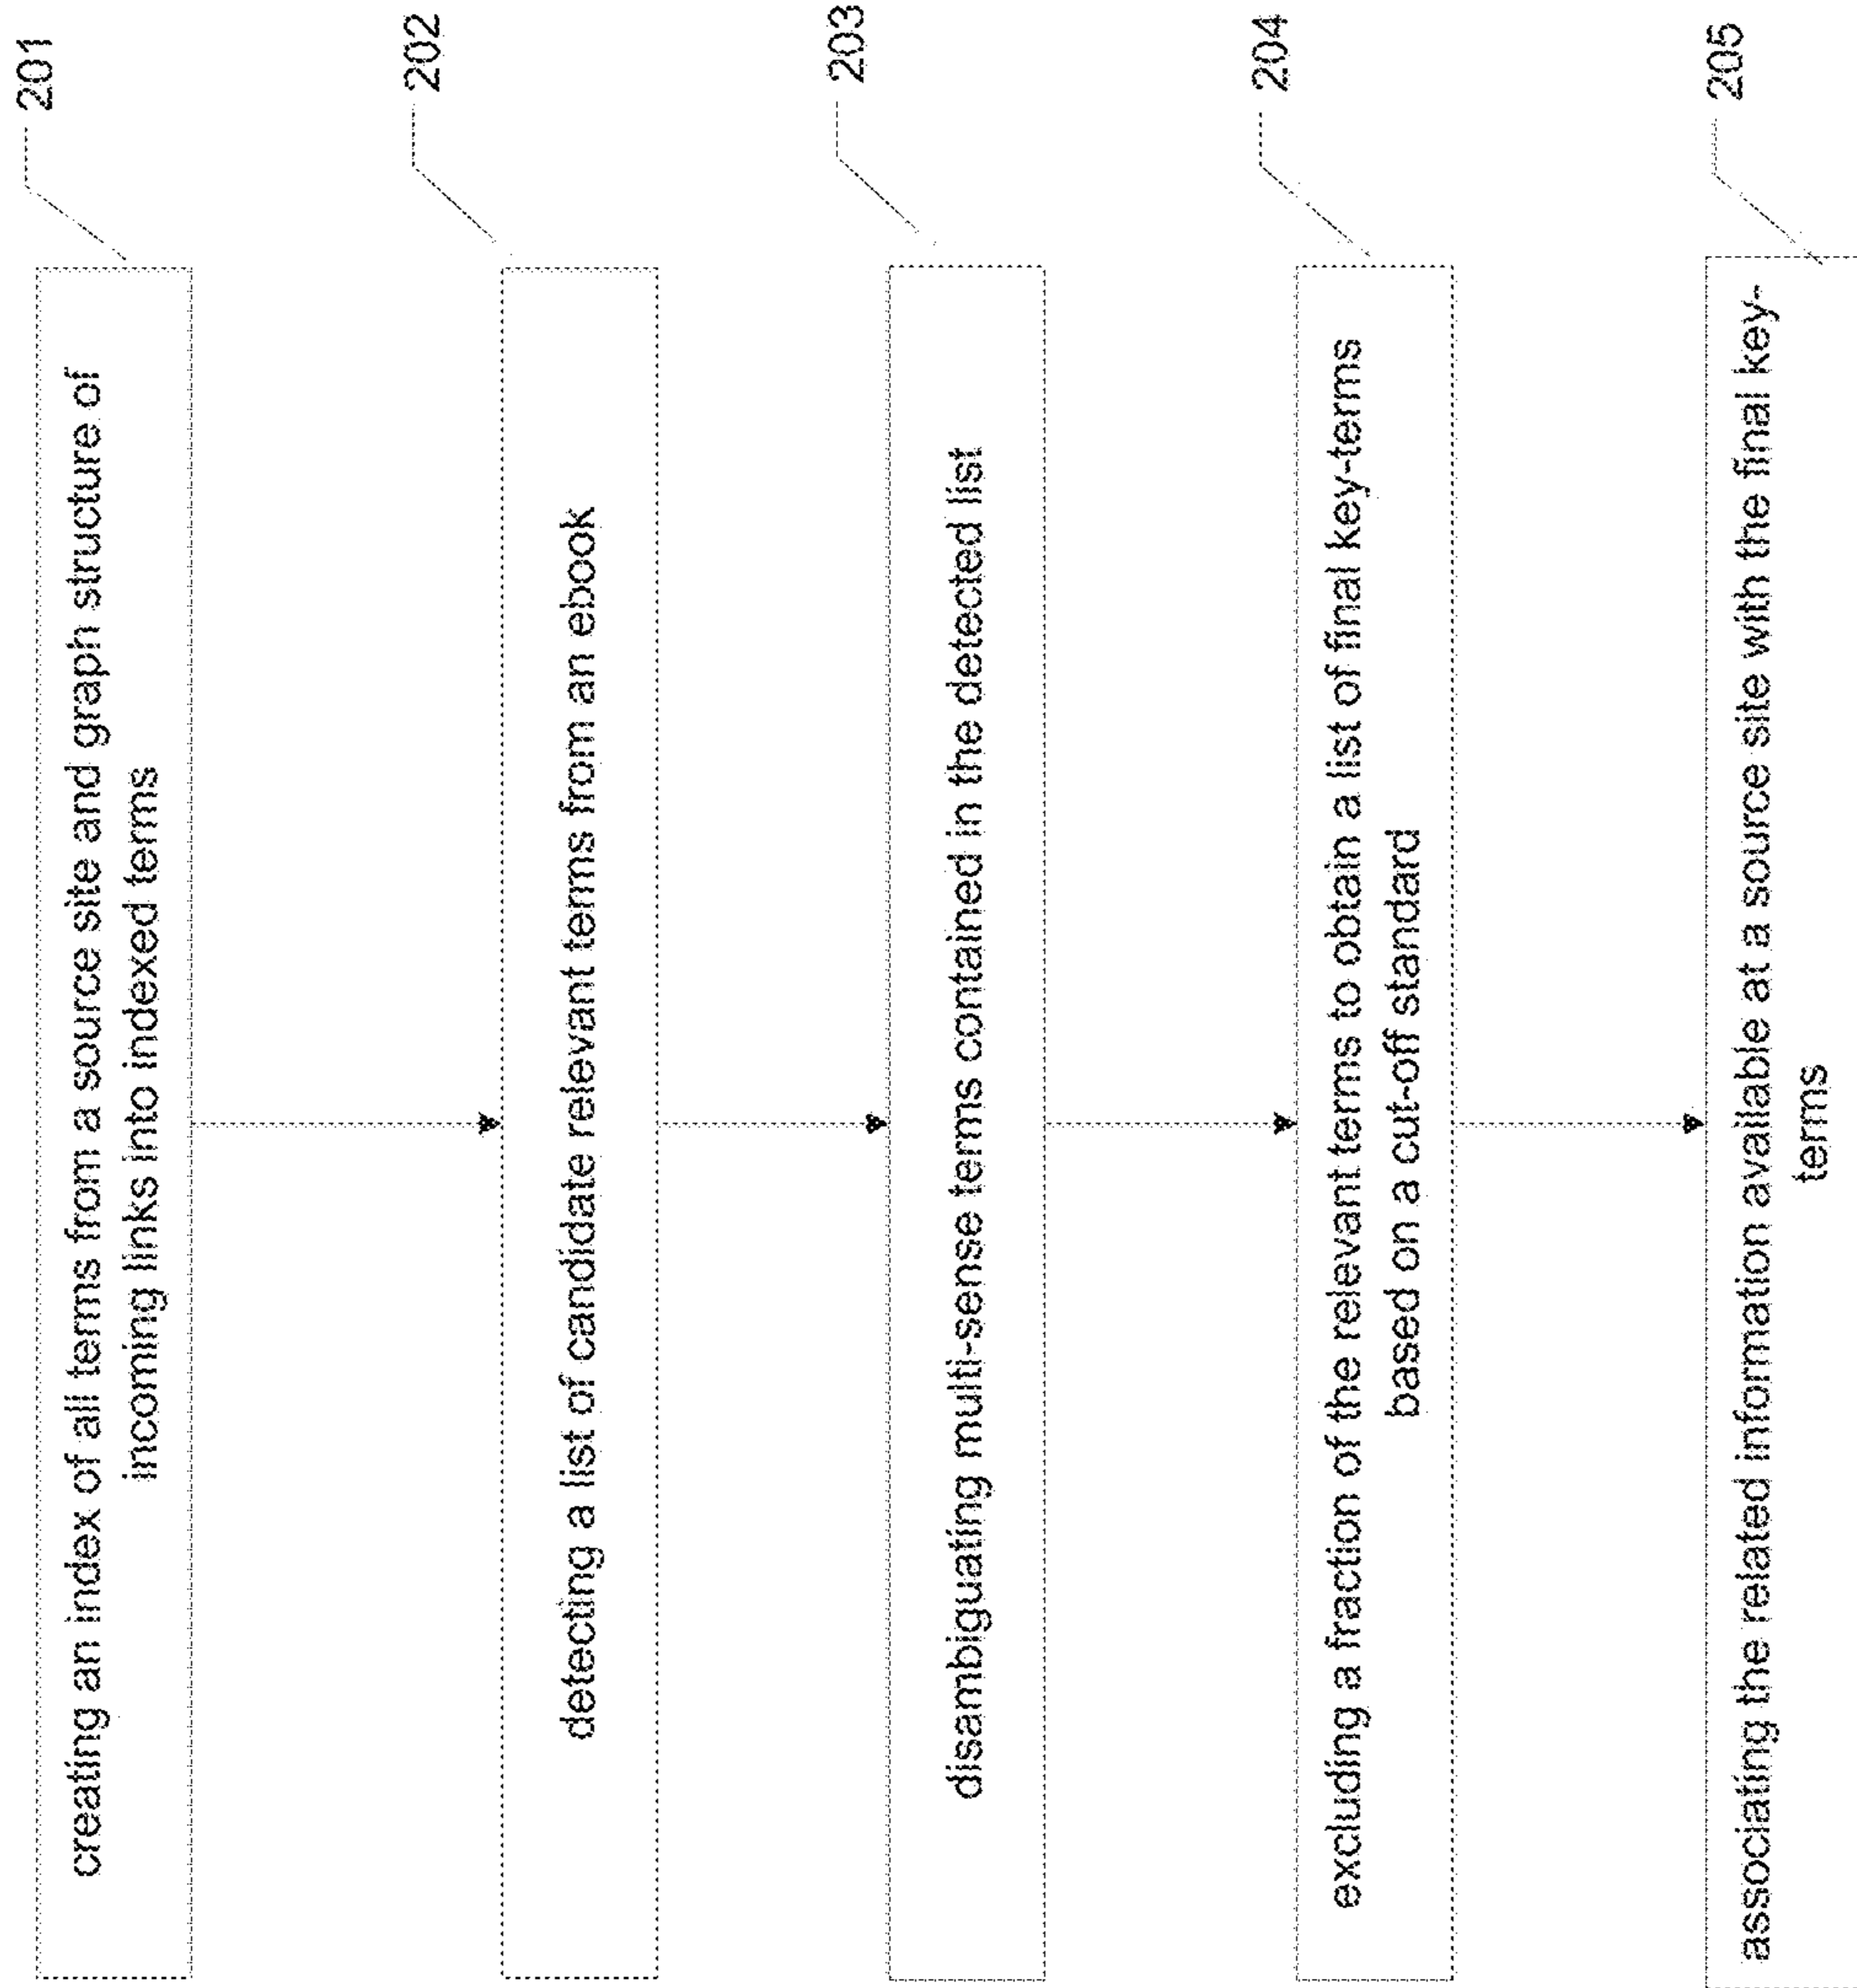 201
creating an index of all terms from a source site and graph structure of
incoming links into indexed terms
202
detecting a list of candidate relevant terms from an ebook
203
disambiguating multi-sense terms contained in the detected list
204
excluding a fraction of the relevant terms to obtain a list of final key-terms
based on a cut-off standard
205
associating the related information available at a source site with the final key-
terms